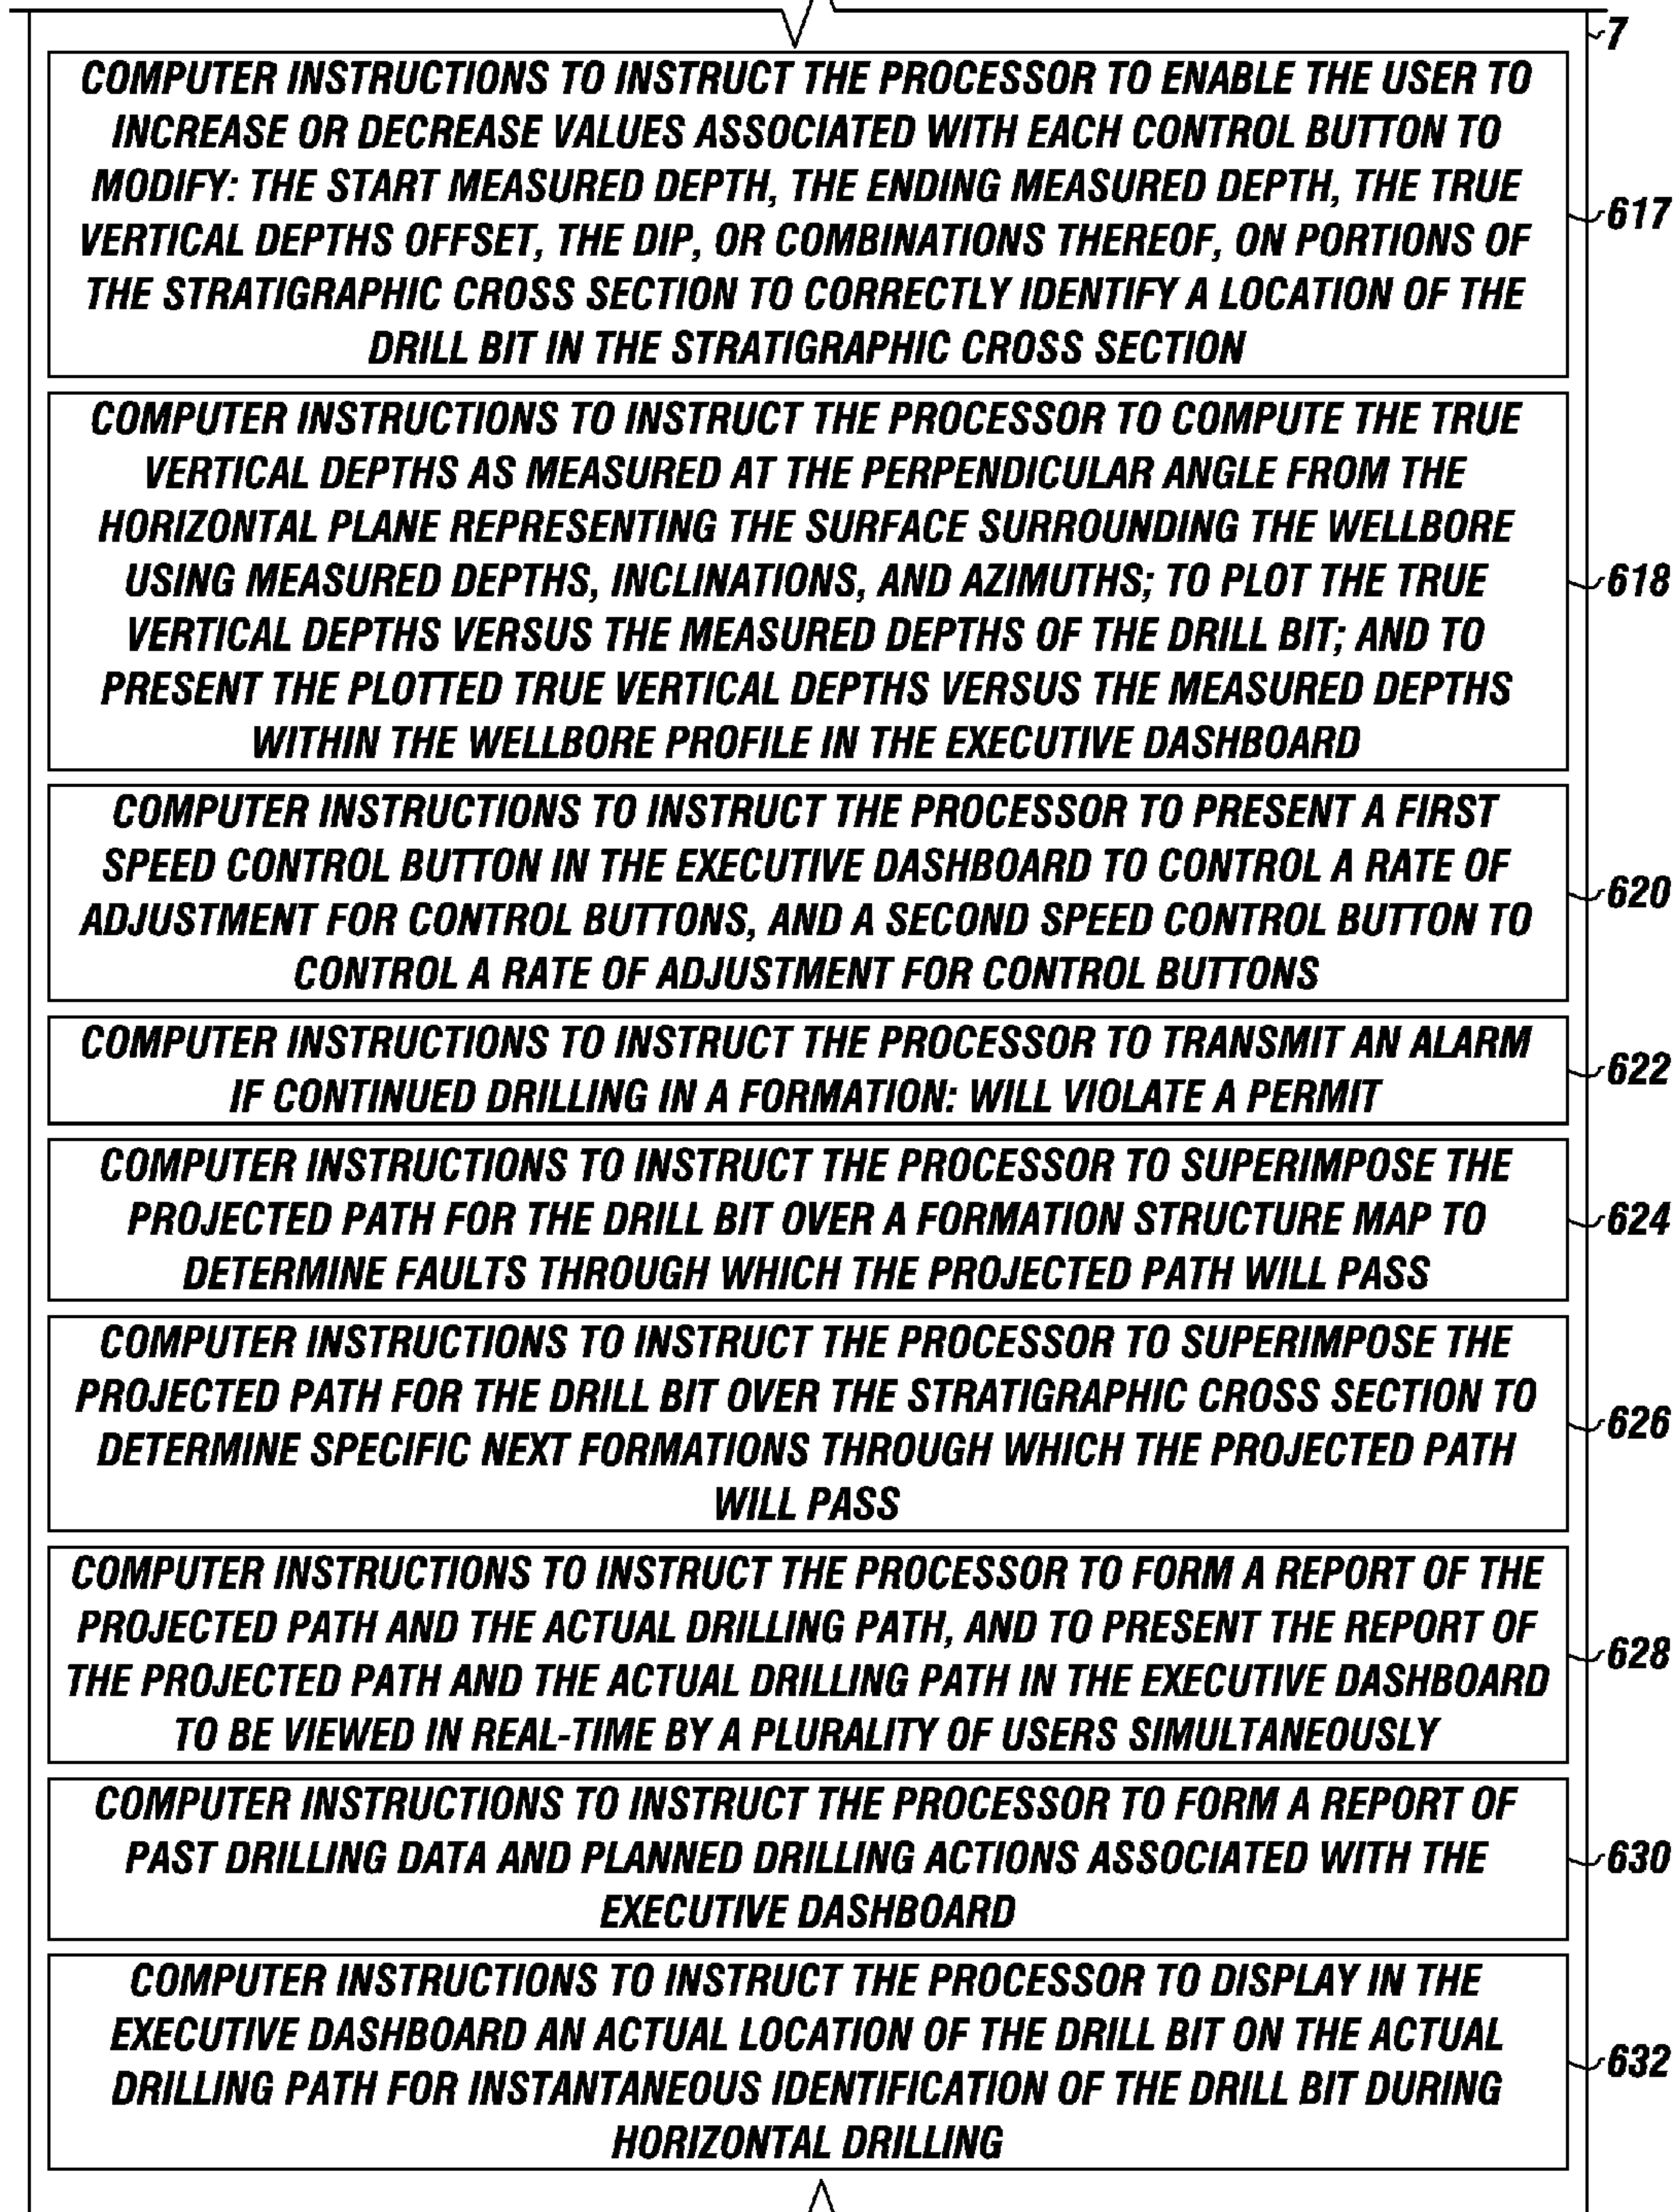 7
COMPUTER INSTRUCTIONS TO INSTRUCT THE PROCESSOR TO ENABLE THE USER TO
INCREASE OR DECREASE VALUES ASSOCIATED WITH EACH CONTROL BUTTON TO
MODIFY: THE START MEASURED DEPTH, THE ENDING MEASURED DEPTH, THE TRUE
VERTICAL DEPTHS OFFSET, THE DIP, OR COMBINATIONS THEREOF, ON PORTIONS OF
THE STRATIGRAPHIC CROSS SECTION TO CORRECTLY IDENTIFY A LOCATION OF THE
DRILL BIT IN THE STRATIGRAPHIC CROSS SECTION
617
COMPUTER INSTRUCTIONS TO INSTRUCT THE PROCESSOR TO COMPUTE THE TRUE
VERTICAL DEPTHS AS MEASURED AT THE PERPENDICULAR ANGLE FROM THE
HORIZONTAL PLANE REPRESENTING THE SURFACE SURROUNDING THE WELLBORE
USING MEASURED DEPTHS, INCLINATIONS, AND AZIMUTHS; TO PLOT THE TRUE
VERTICAL DEPTHS VERSUS THE MEASURED DEPTHS OF THE DRILL BIT; AND TO
PRESENT THE PLOTTED TRUE VERTICAL DEPTHS VERSUS THE MEASURED DEPTHS
WITHIN THE WELLBORE PROFILE IN THE EXECUTIVE DASHBOARD
618
COMPUTER INSTRUCTIONS TO INSTRUCT THE PROCESSOR TO PRESENT A FIRST
SPEED CONTROL BUTTON IN THE EXECUTIVE DASHBOARD TO CONTROL A RATE OF
ADJUSTMENT FOR CONTROL BUTTONS, AND A SECOND SPEED CONTROL BUTTON TO
CONTROL A RATE OF ADJUSTMENT FOR CONTROL BUTTONS
620
COMPUTER INSTRUCTIONS TO INSTRUCT THE PROCESSOR TO TRANSMIT AN ALARM
IF CONTINUED DRILLING IN A FORMATION: WILL VIOLATE A PERMIT
622
COMPUTER INSTRUCTIONS TO INSTRUCT THE PROCESSOR TO SUPERIMPOSE THE
PROJECTED PATH FOR THE DRILL BIT OVER A FORMATION STRUCTURE MAP TO
DETERMINE FAULTS THROUGH WHICH THE PROJECTED PATH WILL PASS
624
COMPUTER INSTRUCTIONS TO INSTRUCT THE PROCESSOR TO SUPERIMPOSE THE
PROJECTED PATH FOR THE DRILL BIT OVER THE STRATIGRAPHIC CROSS SECTION TO
DETERMINE SPECIFIC NEXT FORMATIONS THROUGH WHICH THE PROJECTED PATH
WILL PASS
626
COMPUTER INSTRUCTIONS TO INSTRUCT THE PROCESSOR TO FORM A REPORT OF THE
PROJECTED PATH AND THE ACTUAL DRILLING PATH, AND TO PRESENT THE REPORT OF
THE PROJECTED PATH AND THE ACTUAL DRILLING PATH IN THE EXECUTIVE DASHBOARD
TO BE VIEWED IN REAL-TIME BY A PLURALITY OF USERS SIMULTANEOUSLY
628
COMPUTER INSTRUCTIONS TO INSTRUCT THE PROCESSOR TO FORM A REPORT OF
PAST DRILLING DATA AND PLANNED DRILLING ACTIONS ASSOCIATED WITH THE
EXECUTIVE DASHBOARD
630
COMPUTER INSTRUCTIONS TO INSTRUCT THE PROCESSOR TO DISPLAY IN THE
EXECUTIVE DASHBOARD AN ACTUAL LOCATION OF THE DRILL BIT ON THE ACTUAL
DRILLING PATH FOR INSTANTANEOUS IDENTIFICATION OF THE DRILL BIT DURING
HORIZONTAL DRILLING
632